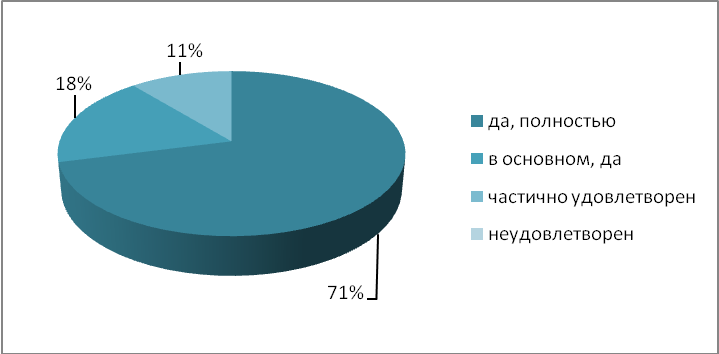 11%
18%
71%
да, полностью
в основном, да
частично удовлетворен
неудовлетворен